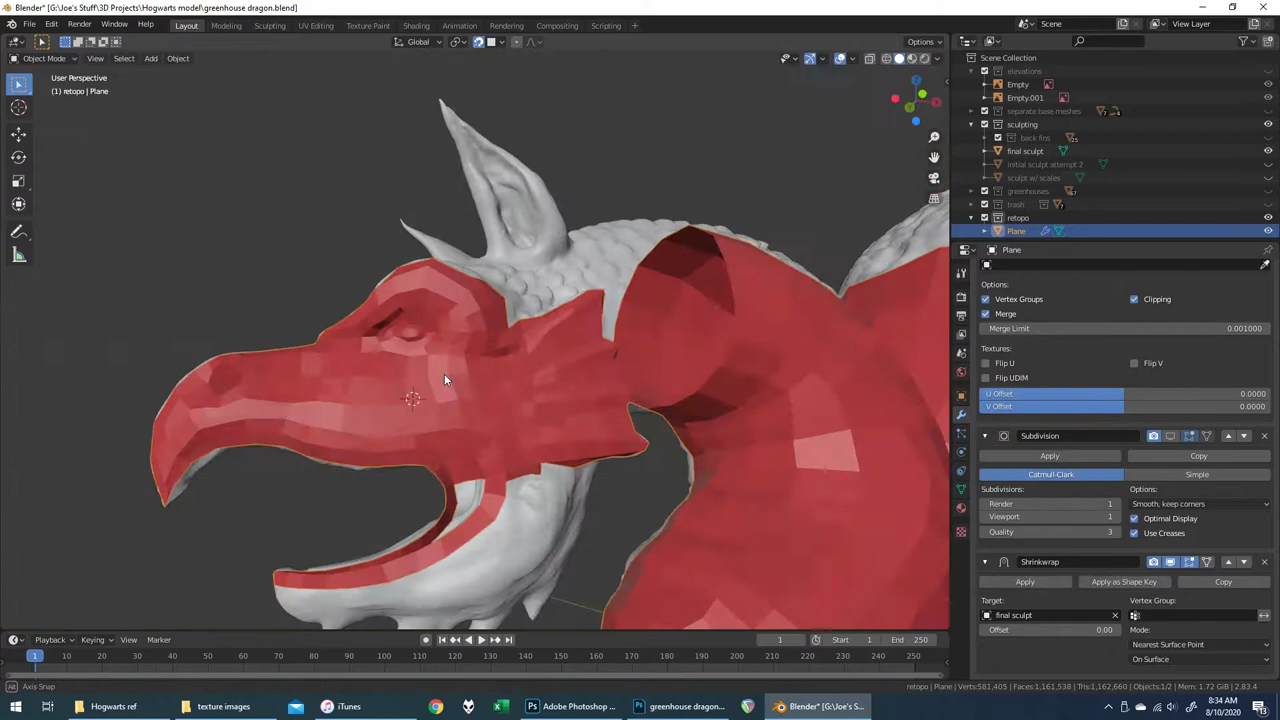 Blender* [G:\Joe's Stuff\3D Projects\Hogwarts model\greenhouse dragon.blend]
File Edit Render Window Help Layout Modeling Sculpting UV Editing Texture Paint Shading Animation Rendering Compositing Scripting + Scene View Layer
Global Options
Object Mode View Select Add Object
User Perspective
(1) retopo | Plane
Scene Collection
elevations
Empty
Empty.001
separate base meshes
sculpting
back fins
final sculpt
initial sculpt attempt 2
sculpt w/ scales
greenhouses
trash
retopo
Plane
Plane
Options:
Vertex Groups Clipping
Merge
Merge Limit 0.001000
Textures:
Flip U Flip V
Flip UDIM
U Offset 0.0000
V Offset 0.0000
Subdivision
Apply Copy
Catmull-Clark Simple
Subdivisions: Options:
Render 1 Smooth, keep corners
Viewport 1 Optimal Display
Quality 3 Use Creases
Shrinkwrap
Apply Apply as Shape Key Copy
Target: Vertex Group:
final sculpt
Offset 0.00 Mode:
Nearest Surface Point
On Surface
Playback Keying View Marker 1 Start 1 End 250
1 10 20 30 40 50 60 70 80 90 100 110 120 130 140 150 160 170 180 190 200 210 220 230 240 250
Axis Snap retopo | Plane | Verts:581,405 | Faces:1,161,538 | Tris:1,162,660 | Objects:1/2 | Mem: 1.72 GiB | 2.83.4
Hogwarts ref texture images iTunes Adobe Photoshop ... greenhouse dragon... Blender* [G:\Joe's S... 8:34 AM
8/10/2020